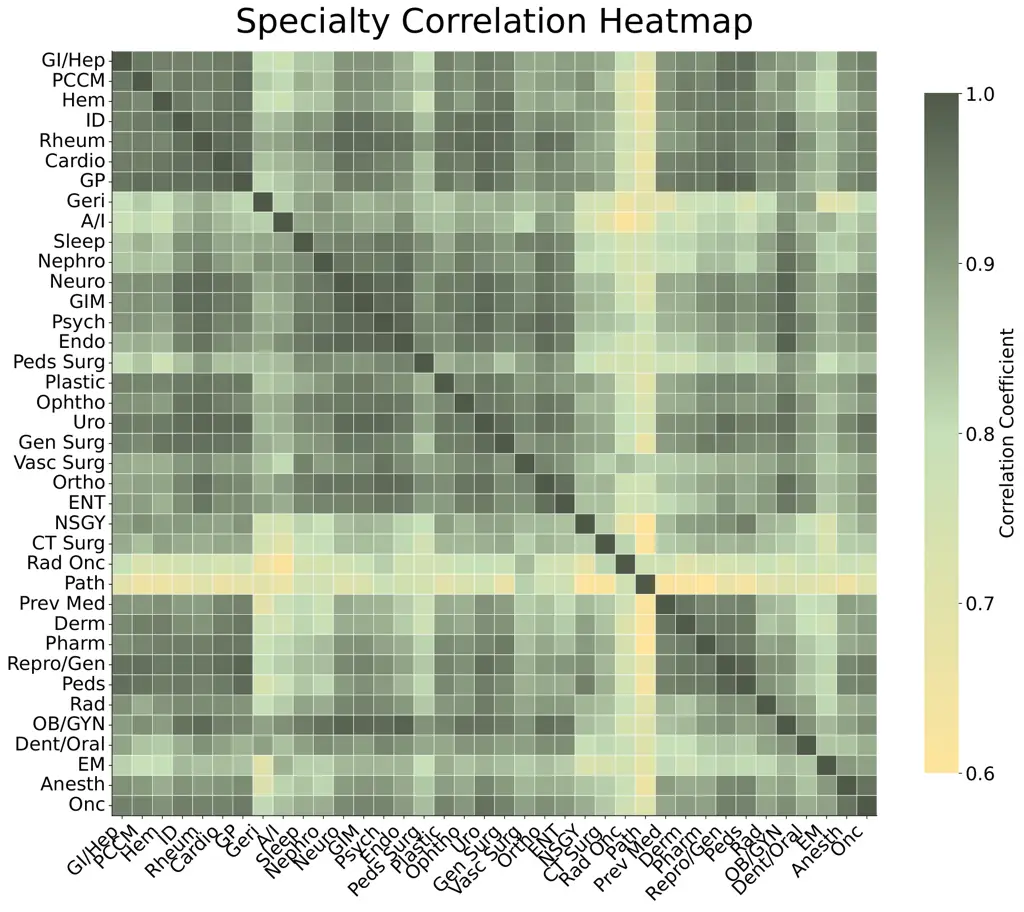 Specialty Correlation Heatmap
GI/Hep
PCCM
Hem
ID
Rheum
Cardio
GP
Geri
A/I
Sleep
Nephro
Neuro
GIM
Psych
Endo
Peds Surg
Plastic
Ophtho
Uro
Gen Surg
Vasc Surg
Ortho
ENT
NSGY
CT Surg
Rad Onc
Path
Prev Med
Derm
Pharm
Repro/Gen
Peds
Rad
OB/GYN
Dent/Oral
EM
Anesth
Onc
GI/Hep
PCCM
Hem
ID
Rheum
Cardio
GP
Geri
A/I
Sleep
Nephro
Neuro
GIM
Psych
Endo
Peds Surg
Plastic
Ophtho
Uro
Gen Surg
Vasc Surg
Ortho
ENT
NSGY
CT Surg
Rad Onc
Path
Prev Med
Derm
Pharm
Repro/Gen
Peds
Rad
OB/GYN
Dent/Oral
EM
Anesth
Onc
1.0
0.9
0.8
0.7
0.6
Correlation Coefficient